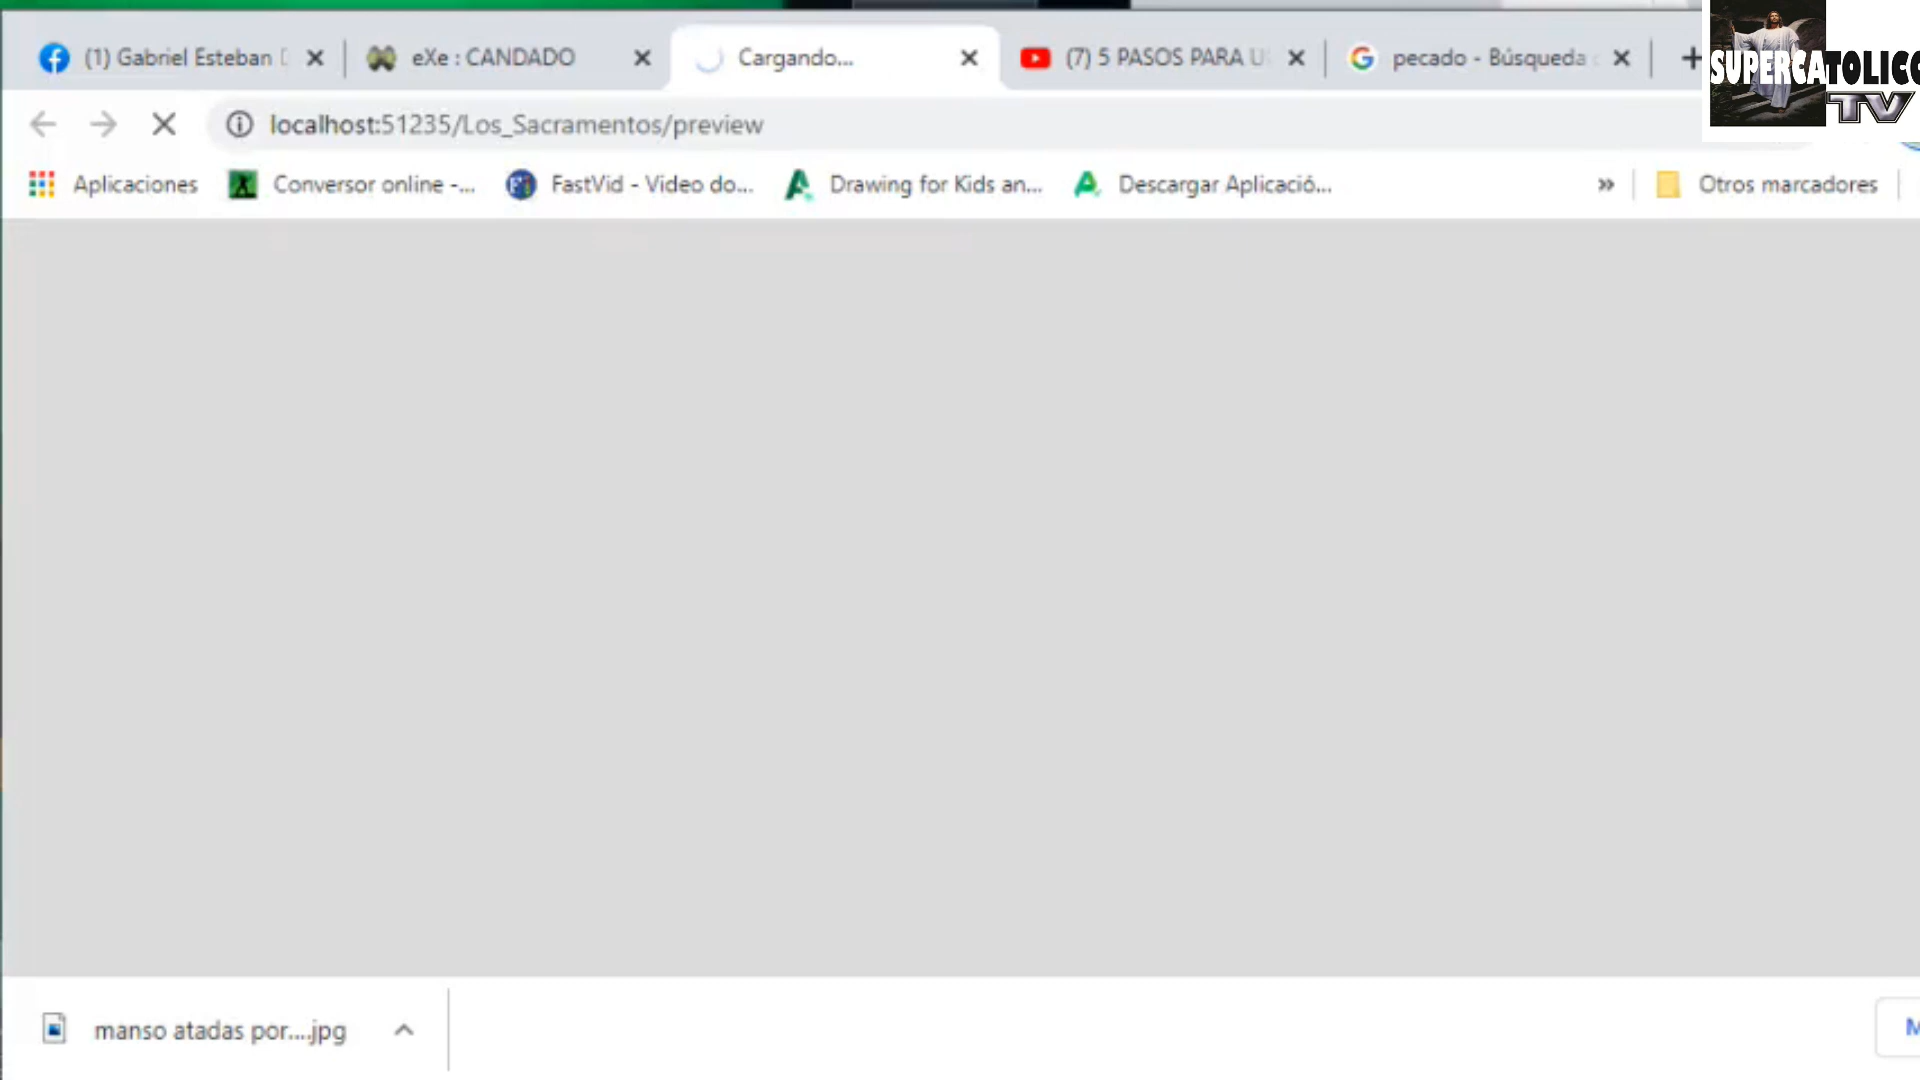 (1) Gabriel Esteban
eXe : CANDADO
Cargando...
(7) 5 PASOS PARA U
pecado - Búsqueda
SUPERCATOLICO
TV
localhost:51235/Los_Sacramentos/preview
Aplicaciones
Conversor online -...
FastVid - Video do...
Drawing for Kids an...
Descargar Aplicació...
»
Otros marcadores
manso atadas por....jpg
M